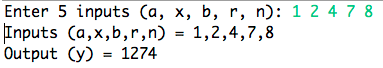 Enter 5 inputs (a, x, b, r, n): 1 2 4 7 8
Inputs (a,x,b,r,n) = 1,2,4,7,8
Output (y) = 1274